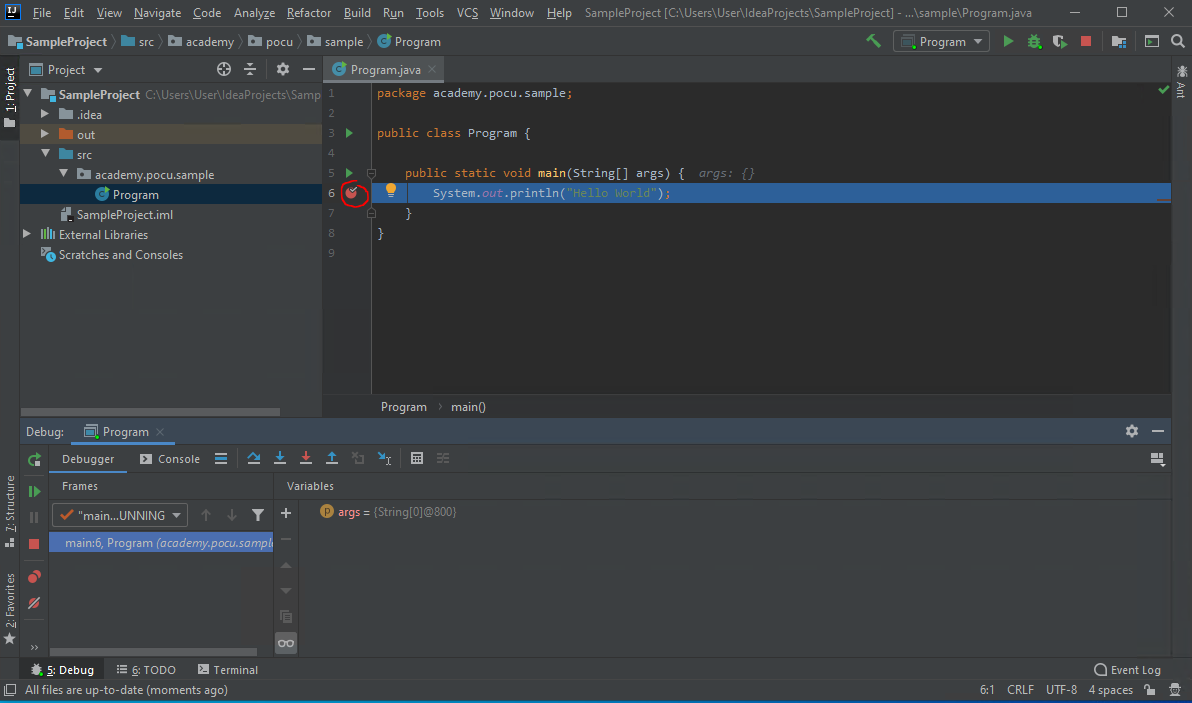 File Edit View Navigate Code Analyze Refactor Build Run Tools VCS Window Help SampleProject [C:\Users\User\IdeaProjects\SampleProject] - ...\sample\Program.java
SampleProject src academy pocu sample Program Program
1: Project
Project
Program.java
SampleProject C:\Users\User\IdeaProjects\Samp
.idea
out
src
academy.pocu.sample
Program
SampleProject.iml
External Libraries
Scratches and Consoles
1 package academy.pocu.sample;
2
3 public class Program {
4
5 public static void main(String[] args) { args: {}
6 System.out.println("Hello World");
7 }
8 }
9
Ant
Program main()
Debug: Program
Debugger Console
Frames Variables
"main...UNNING
args = {String[0]@800}
main:6, Program (academy.pocu.sample
7: Structure
2: Favorites
5: Debug 6: TODO Terminal Event Log
All files are up-to-date (moments ago) 6:1 CRLF UTF-8 4 spaces